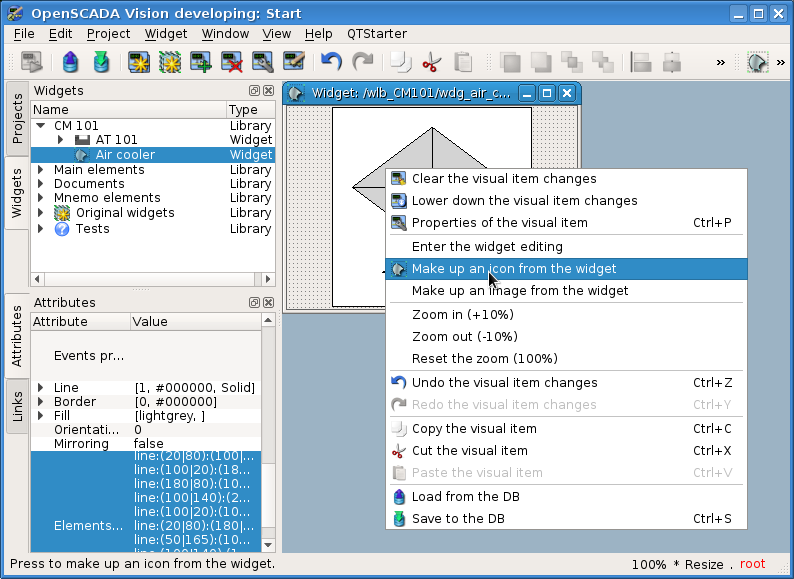 OpenSCADA Vision developing: Start
File Edit Project Widget Window View Help QTStarter
» »
Projects
Widgets
Attributes
Links
Widgets
Name Type
CM 101 Library
AT 101 Widget
Air cooler Widget
Main elements Library
Documents Library
Mnemo elements Library
Original widgets Library
Tests Library
Attributes
Attribute Value
Events pr...
Line [1, #000000, Solid]
Border [0, #000000]
Fill [lightgrey, ]
Orientati... 0
Mirroring false
Elements...
line:(20|80):(100|...
line:(100|20):(18...
line:(180|80):(10...
line:(100|140):(2...
line:(100|20):(10...
line:(20|80):(180|...
line:(50|165):(10...
Widget: /wlb_CM101/wdg_air_c...
Clear the visual item changes
Lower down the visual item changes
Properties of the visual item Ctrl+P
Enter the widget editing
Make up an icon from the widget
Make up an image from the widget
Zoom in (+10%)
Zoom out (-10%)
Reset the zoom (100%)
Undo the visual item changes Ctrl+Z
Redo the visual item changes Ctrl+Y
Copy the visual item Ctrl+C
Cut the visual item Ctrl+X
Paste the visual item Ctrl+V
Load from the DB
Save to the DB Ctrl+S
Press to make up an icon from the widget. 100% * Resize . root